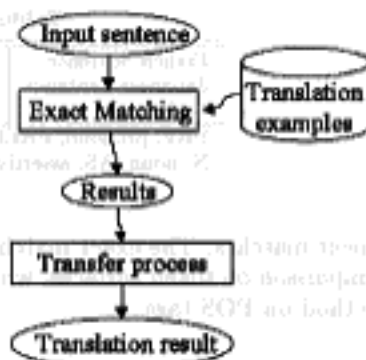 Input sentence
Exact Matching
Translation
examples
Results
Transfer process
Translation result